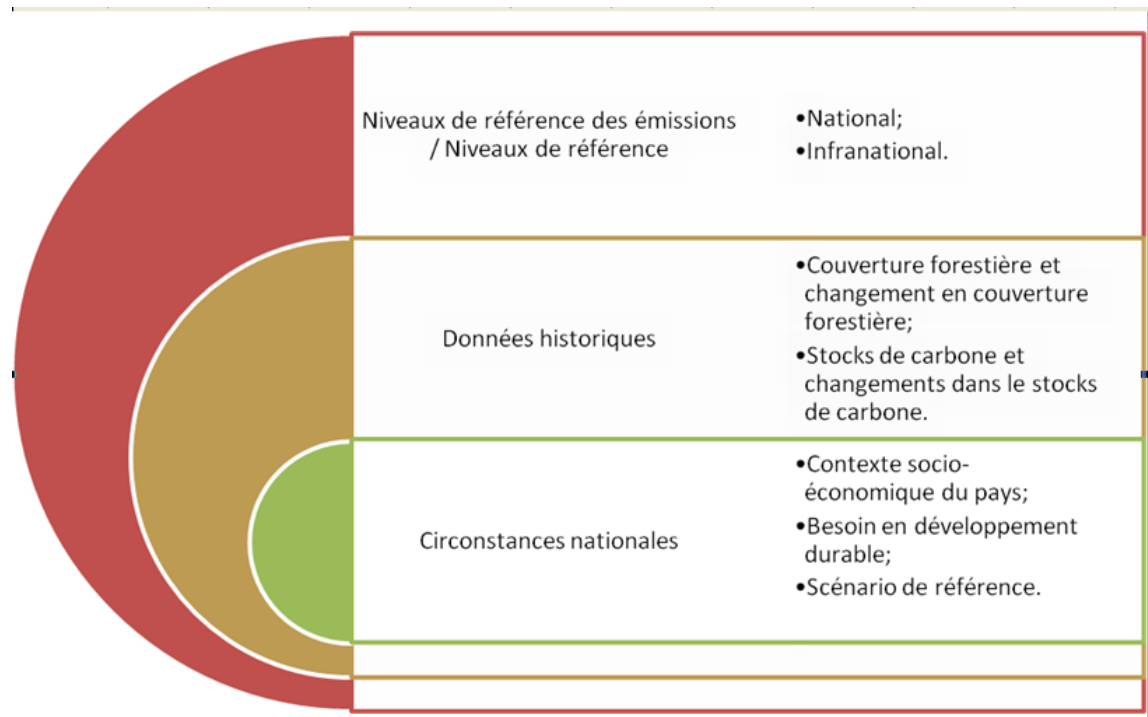 Niveaux de référence des émissions
/ Niveaux de référence
•National;
•Infranational.
Données historiques
•Couverture forestière et
changement en couverture
forestière;
•Stocks de carbone et
changements dans le stocks
de carbone.
Circonstances nationales
•Contexte socio-
économique du pays;
•Besoin en développement
durable;
•Scénario de référence.